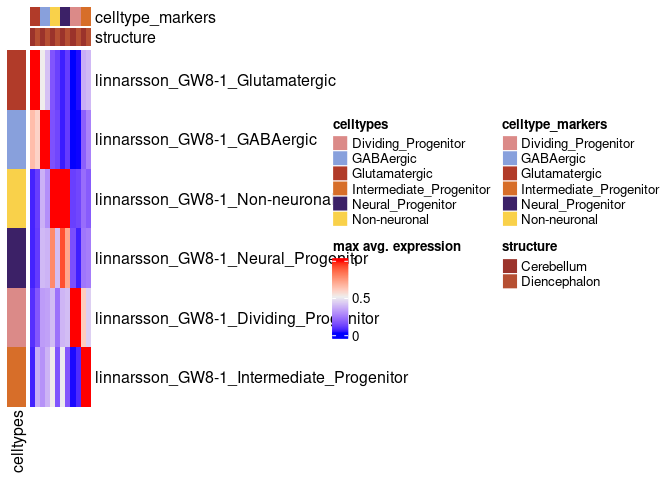 celltype_markers
structure
linnarsson_GW8-1_Glutamatergic
linnarsson_GW8-1_GABAergic
linnarsson_GW8-1_Non-neuronal
linnarsson_GW8-1_Neural_Progenitor
linnarsson_GW8-1_Dividing_Progenitor
linnarsson_GW8-1_Intermediate_Progenitor
celltypes
celltypes
Dividing_Progenitor
GABAergic
Glutamatergic
Intermediate_Progenitor
Neural_Progenitor
Non-neuronal
max avg. expression
1
0.5
0
celltype_markers
Dividing_Progenitor
GABAergic
Glutamatergic
Intermediate_Progenitor
Neural_Progenitor
Non-neuronal
structure
Cerebellum
Diencephalon